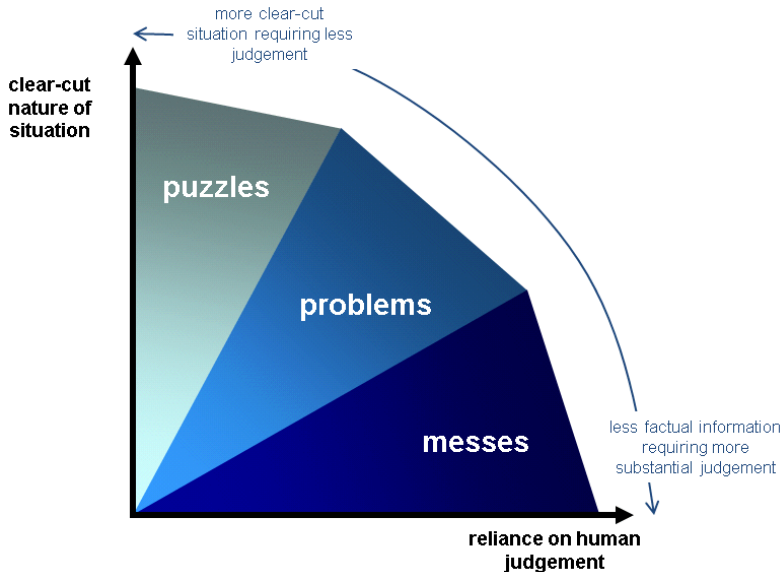 more clear-cut
situation requiring less
judgement
clear-cut
nature of
situation
puzzles
problems
messes
less factual information
requiring more
substantial judgement
reliance on human
judgement